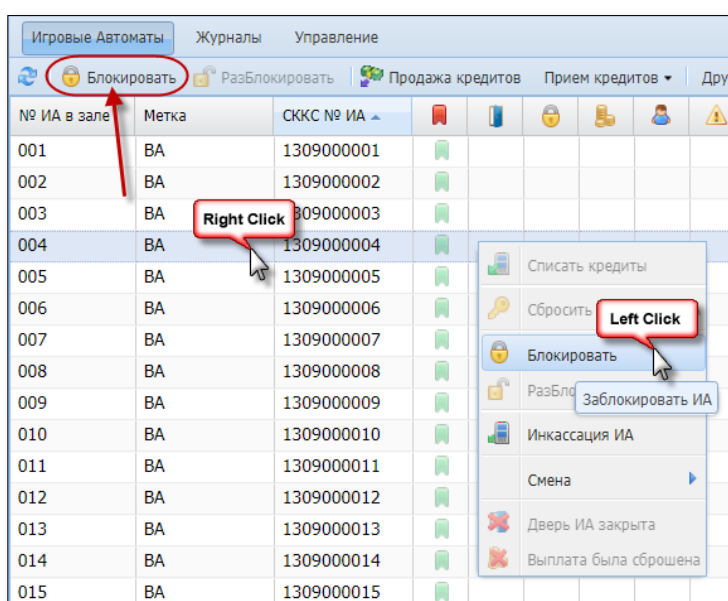 Игровые Автоматы Журналы Управление
Блокировать РазБлокировать Продажа кредитов Прием кредитов Дру
№ ИА в зале Метка СККС № ИА
001 BA 1309000001
002 BA 1309000002
003 BA 1309000003
Right Click
004 BA 1309000004
Списать кредиты
005 BA 1309000005
006 BA 1309000006
Сбросить
Left Click
007 BA 1309000007
Блокировать
008 BA 1309000008
РазБло
Заблокировать ИА
009 BA 1309000009
010 BA 1309000010
Инкассация ИА
011 BA 1309000011
Смена
012 BA 1309000012
013 BA 1309000013
Дверь ИА закрыта
014 BA 1309000014
Выплата была сброшена
015 BA 1309000015